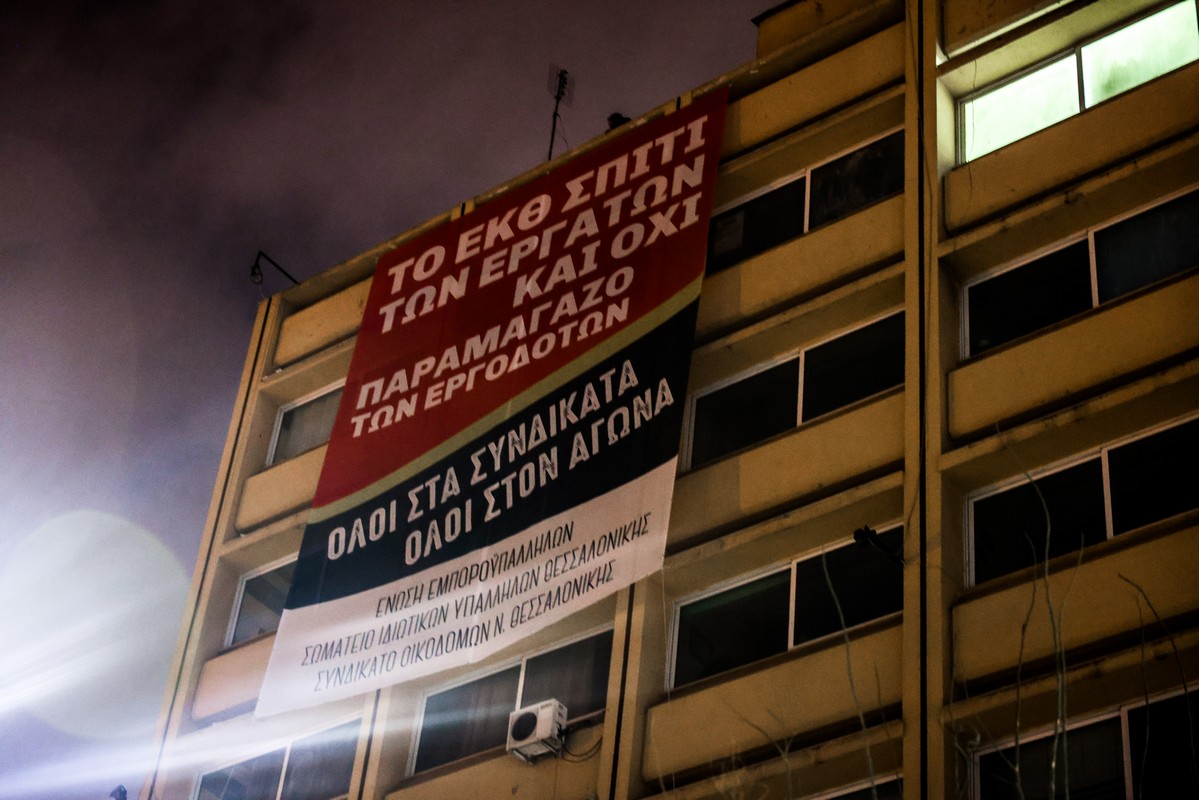 ΤΟ ΕΚΘ ΣΠΙΤΙ
ΤΩΝ ΕΡΓΑΤΩΝ
ΚΑΙ ΟΧΙ
ΠΑΡΑΜΑΓΑΖΟ
ΤΩΝ ΕΡΓΟΔΟΤΩΝ
ΟΛΟΙ ΣΤΑ ΣΥΝΔΙΚΑΤΑ
ΟΛΟΙ ΣΤΟΝ ΑΓΩΝΑ
ΕΝΩΣΗ ΕΜΠΟΡΟΫΠΑΛΛΗΛΩΝ
ΣΩΜΑΤΕΙΟ ΙΔΙΩΤΙΚΩΝ ΥΠΑΛΛΗΛΩΝ ΘΕΣΣΑΛΟΝΙΚΗΣ
ΣΥΝΔΙΚΑΤΟ ΟΙΚΟΔΟΜΩΝ Ν. ΘΕΣΣΑΛΟΝΙΚΗΣ